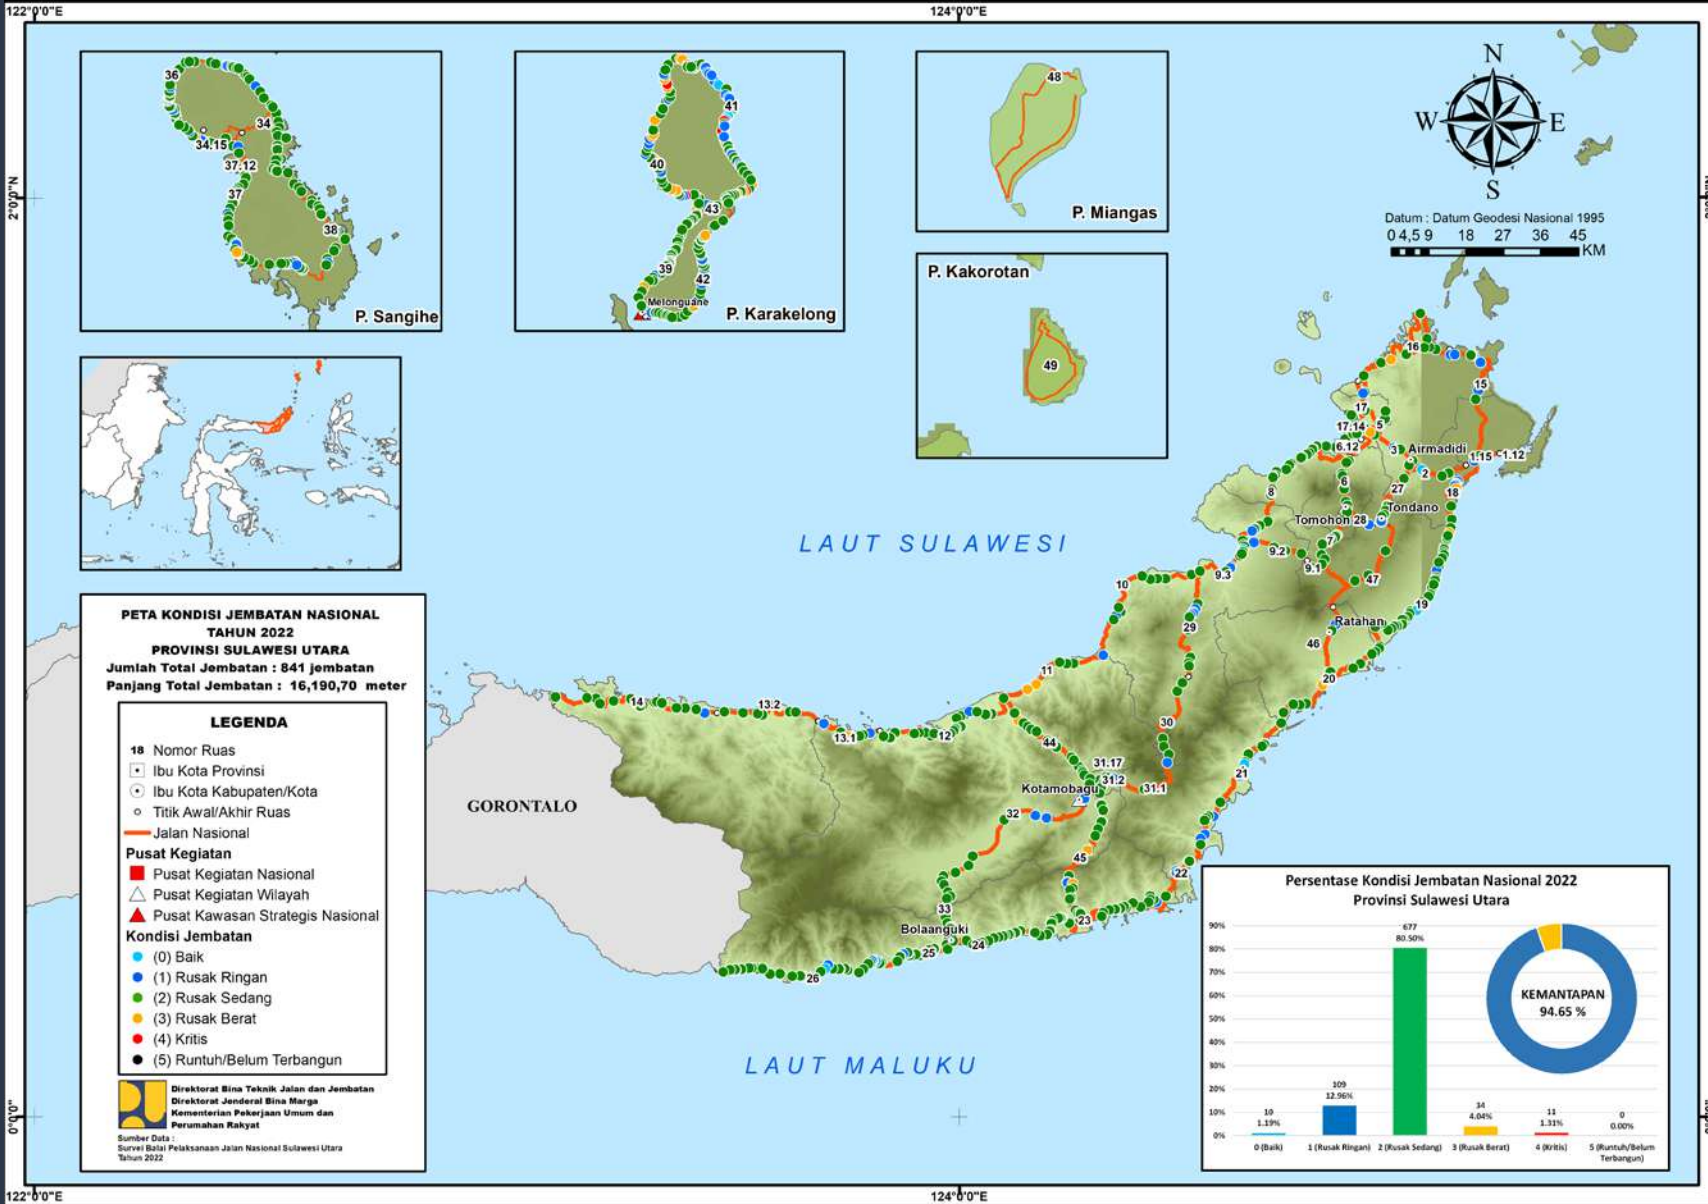 122°0'0"E
124°0'0"E
2°0'0"N
0°0'0"
122°0'0"E
124°0'0"E
36
34
34.15
37.12
37
38
P. Sangihe
41
40
43
39
42
Melonguane
P. Karakelong
48
P. Miangas
P. Kakorotan
49
N
W
E
S
Datum : Datum Geodesi Nasional 1995
0 4,5 9 18 27 36 45
KM
16
15
17
17.14
5
6.12
3
Airmadidi
1.15
1.12
2
27
18
6
8
Tondano
Tomohon 28
7
9.2
9.1
47
9.3
10
19
29
Ratahan
46
11
20
14
13.2
13.1
12
44
30
21
31.17
31.2
31.1
Kotamobagu
32
45
22
33
23
Bolaanguki
24
25
26
LAUT SULAWESI
GORONTALO
LAUT MALUKU
PETA KONDISI JEMBATAN NASIONAL
TAHUN 2022
PROVINSI SULAWESI UTARA
Jumlah Total Jembatan : 841 jembatan
Panjang Total Jembatan : 16,190,70 meter
LEGENDA
18 Nomor Ruas
Ibu Kota Provinsi
Ibu Kota Kabupaten/Kota
Titik Awal/Akhir Ruas
Jalan Nasional
Pusat Kegiatan
Pusat Kegiatan Nasional
Pusat Kegiatan Wilayah
Pusat Kawasan Strategis Nasional
Kondisi Jembatan
(0) Baik
(1) Rusak Ringan
(2) Rusak Sedang
(3) Rusak Berat
(4) Kritis
(5) Runtuh/Belum Terbangun
Direktorat Bina Teknik Jalan dan Jembatan
Direktorat Jenderal Bina Marga
Kementerian Pekerjaan Umum dan
Perumahan Rakyat
Sumber Data :
Survei Balai Pelaksanaan Jalan Nasional Sulawesi Utara
Tahun 2022
Persentase Kondisi Jembatan Nasional 2022
Provinsi Sulawesi Utara
90%
80%
70%
60%
50%
40%
30%
20%
10%
0%
10
1.19%
109
12.96%
677
80.50%
34
4.04%
11
1.31%
0
0.00%
0 (Baik)
1 (Rusak Ringan)
2 (Rusak Sedang)
3 (Rusak Berat)
4 (Kritis)
5 (Runtuh/Belum
Terbangun)
KEMANTAPAN
94.65 %